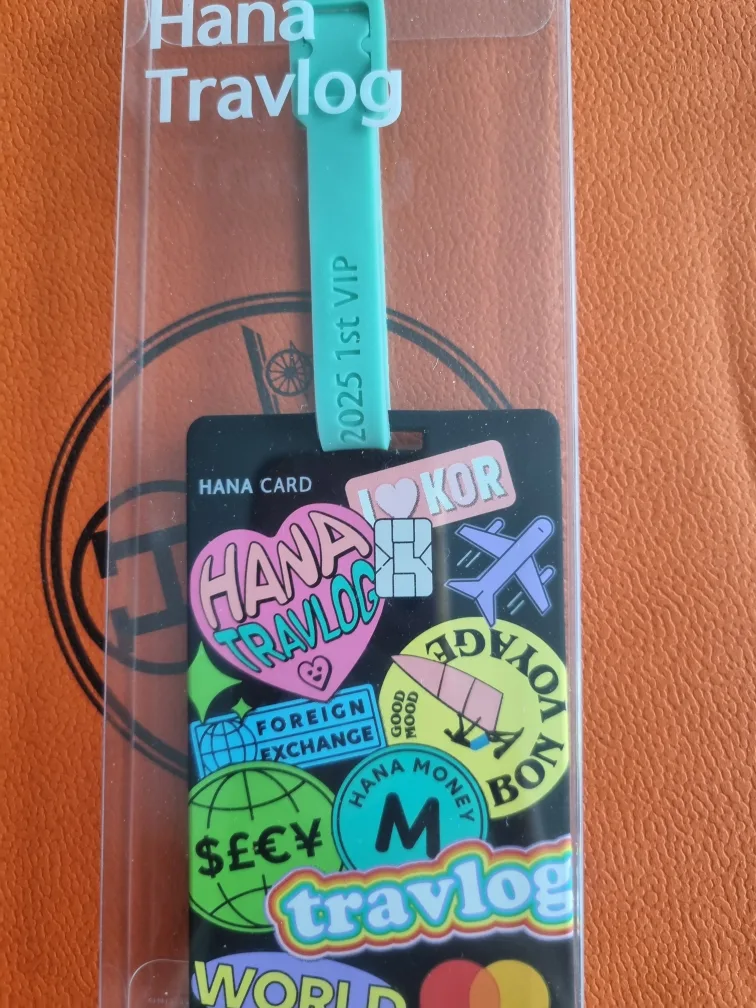 Hana
Travlog
2025 1st VIP
HANA CARD
I KOR
HANA
TRAVLOG
BON VOYAGE
GOOD
MOOD
FOREIGN
EXCHANGE
HANA MONEY
M
$£€¥
travlog
WORLD